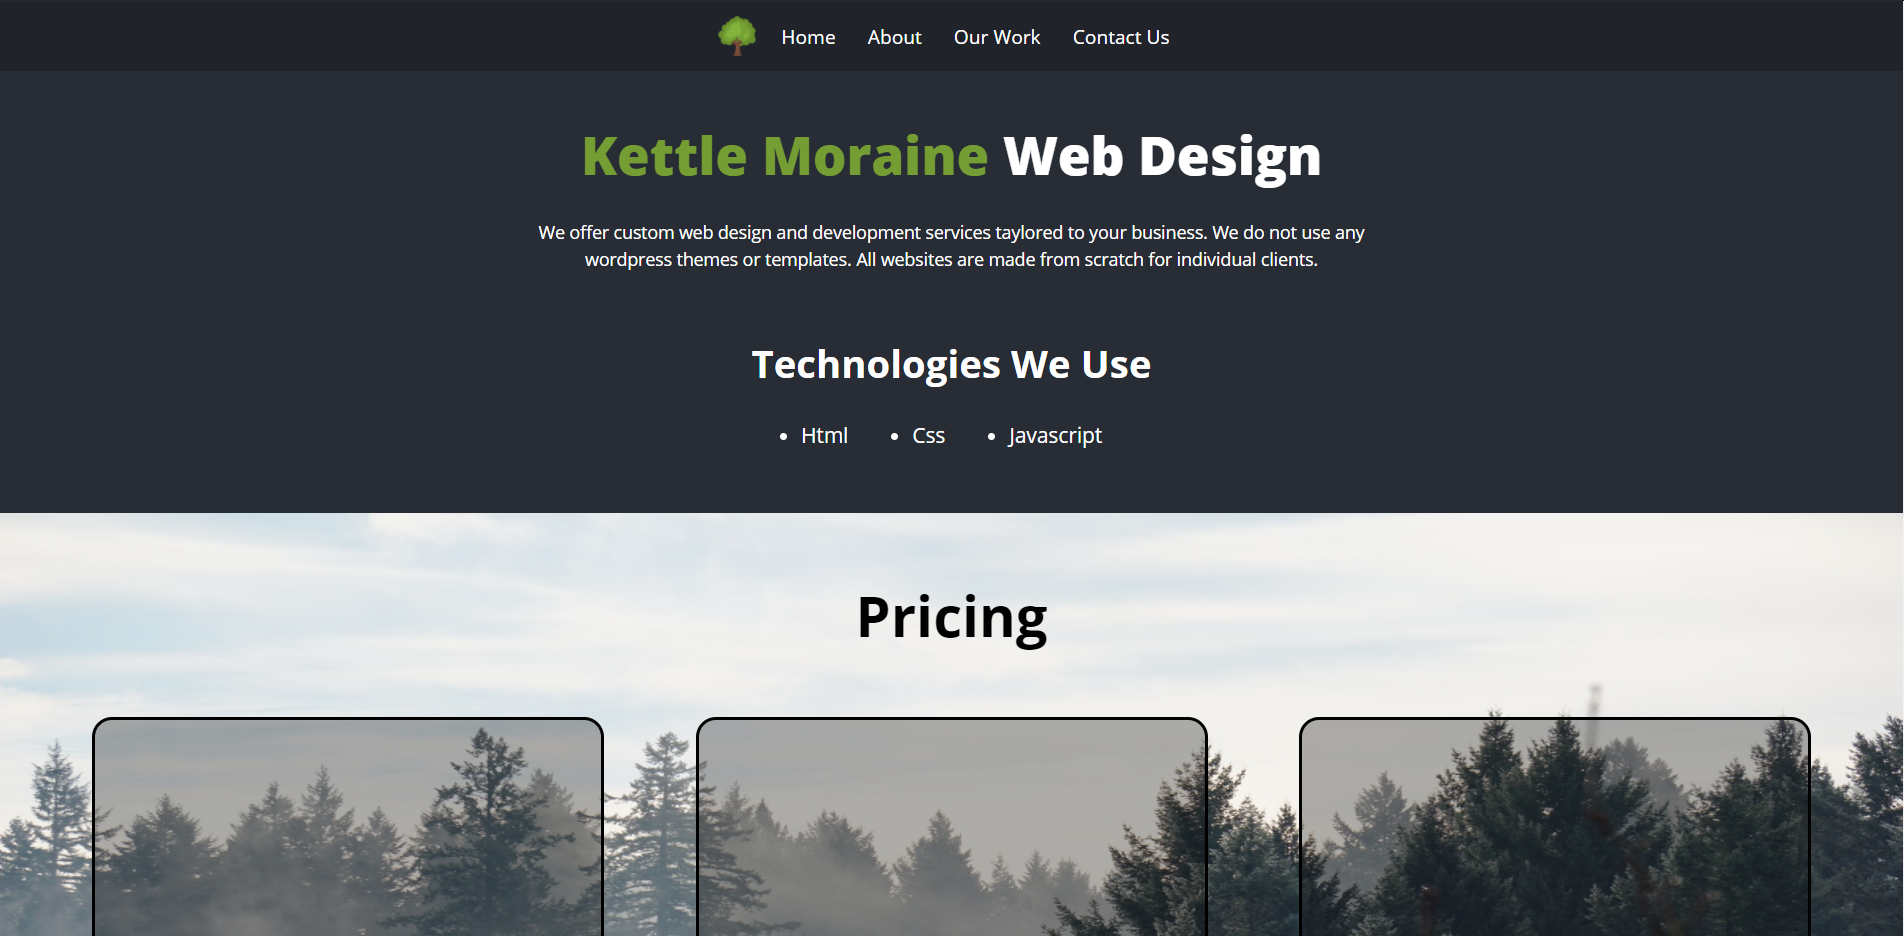 Home About Our Work Contact Us
Kettle Moraine Web Design
We offer custom web design and development services taylored to your business. We do not use any
wordpress themes or templates. All websites are made from scratch for individual clients.
Technologies We Use
• Html • Css • Javascript
Pricing